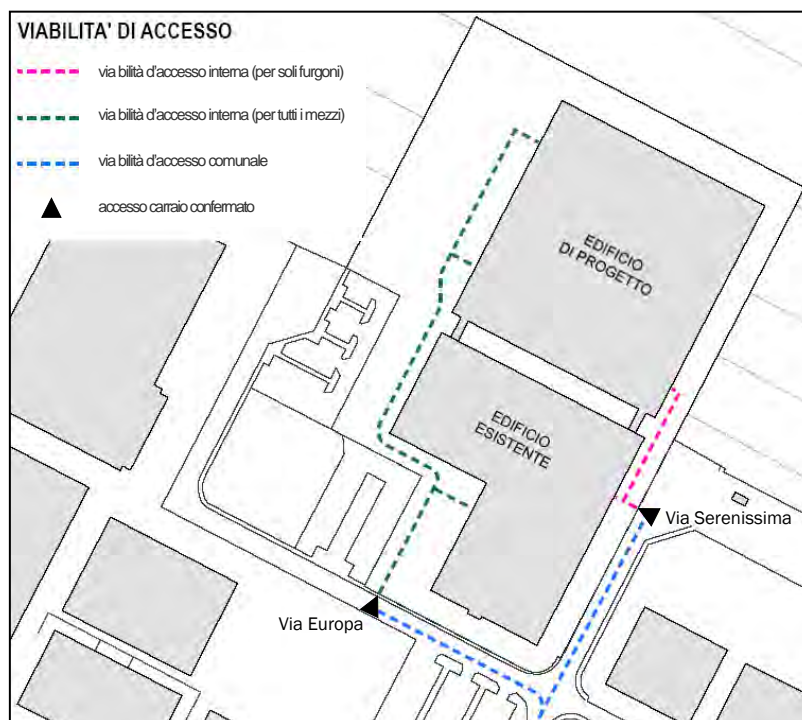 VIABILITA' DI ACCESSO
via bilità d'accesso interna (per soli furgoni)
via bilità d'accesso interna (per tutti i mezzi)
via bilità d'accesso comunale
accesso carraio confermato
EDIFICIO
DI PROGETTO
EDIFICIO
ESISTENTE
Via Serenissima
Via Europa